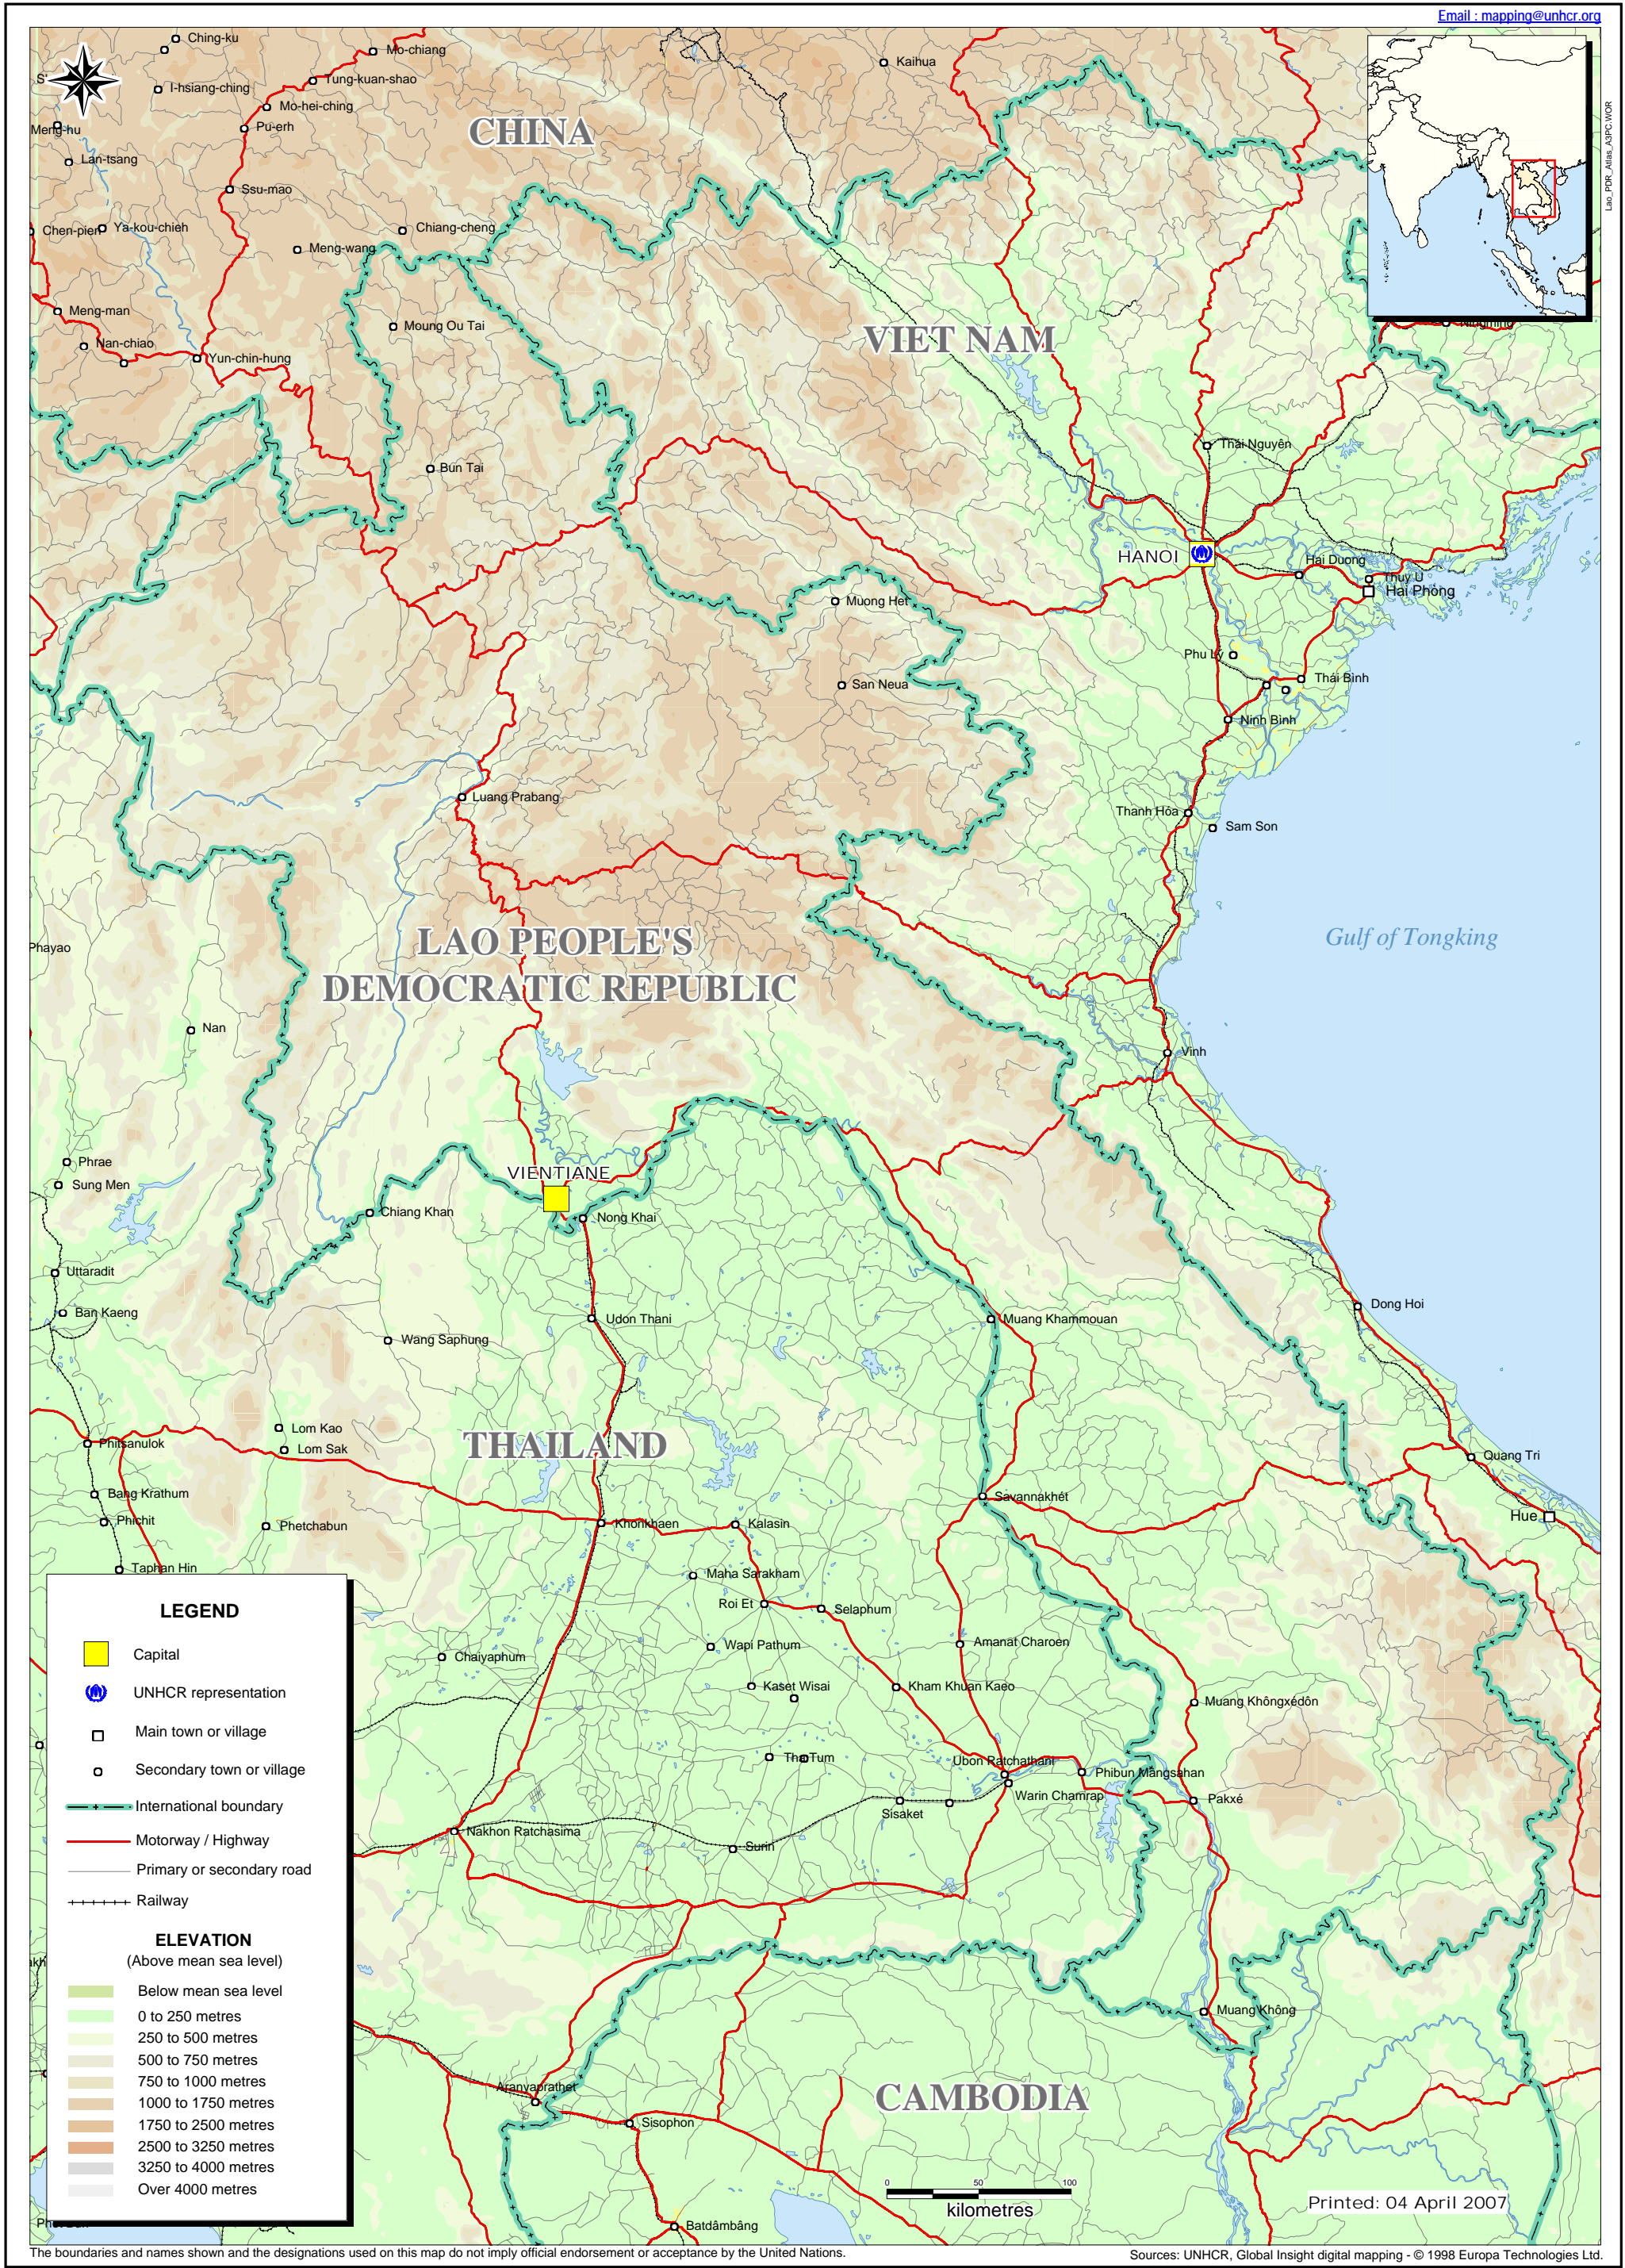 Email : mapping@unhcr.org
Lao_PDR_Atlas_A3PC.WOR
Ching-ku
Mo-chiang
Kaihua
Tung-kuan-shao
I-hsiang-ching
Mo-hei-ching
Pu-erh
CHINA
Meng-hu
Lan-tsang
Ssu-mao
Chen-pien
Ya-kou-chieh
Chiang-cheng
Meng-wang
Meng-man
Moung Ou Tai
VIET NAM
Ningming
Nan-chiao
Yun-chin-hung
Thái Nguyên
Bun Tai
HANOI
Hai Duong
Thuy U
Hai Phòng
Muong Het
Phu Lý
San Neua
Thái Bình
Ninh Bình
Luang Prabang
Thanh Hóa
Sam Son
LAO PEOPLE'S
DEMOCRATIC REPUBLIC
Gulf of Tongking
Phayao
Nan
Vinh
Phrae
Sung Men
VIENTIANE
Chiang Khan
Nong Khai
Uttaradit
Ban Kaeng
Udon Thani
Muang Khammouan
Dong Hoi
Wang Saphung
Lom Kao
Lom Sak
THAILAND
Phitsanulok
Quang Tri
Bang Krathum
Savannakhét
Phichit
Phetchabun
Khonkhaen
Kalasin
Hue
Taphan Hin
Maha Sarakham
Roi Et
Selaphum
Wapi Pathum
Amanat Charoen
Chaiyaphum
Kaset Wisai
Kham Khuan Kaeo
Muang Khôngxédôn
Tha Tum
Ubon Ratchathani
Phibun Mangsahan
Warin Chamrap
Pakxé
Sisaket
Nakhon Ratchasima
Surin
Muang Không
Aranyaprathet
Sisophon
CAMBODIA
Batdâmbâng
LEGEND
Capital
UNHCR representation
Main town or village
Secondary town or village
International boundary
Motorway / Highway
Primary or secondary road
Railway
ELEVATION
(Above mean sea level)
Below mean sea level
0 to 250 metres
250 to 500 metres
500 to 750 metres
750 to 1000 metres
1000 to 1750 metres
1750 to 2500 metres
2500 to 3250 metres
3250 to 4000 metres
Over 4000 metres
0 50 100
kilometres
Printed: 04 April 2007
The boundaries and names shown and the designations used on this map do not imply official endorsement or acceptance by the United Nations.
Sources: UNHCR, Global Insight digital mapping - © 1998 Europa Technologies Ltd.